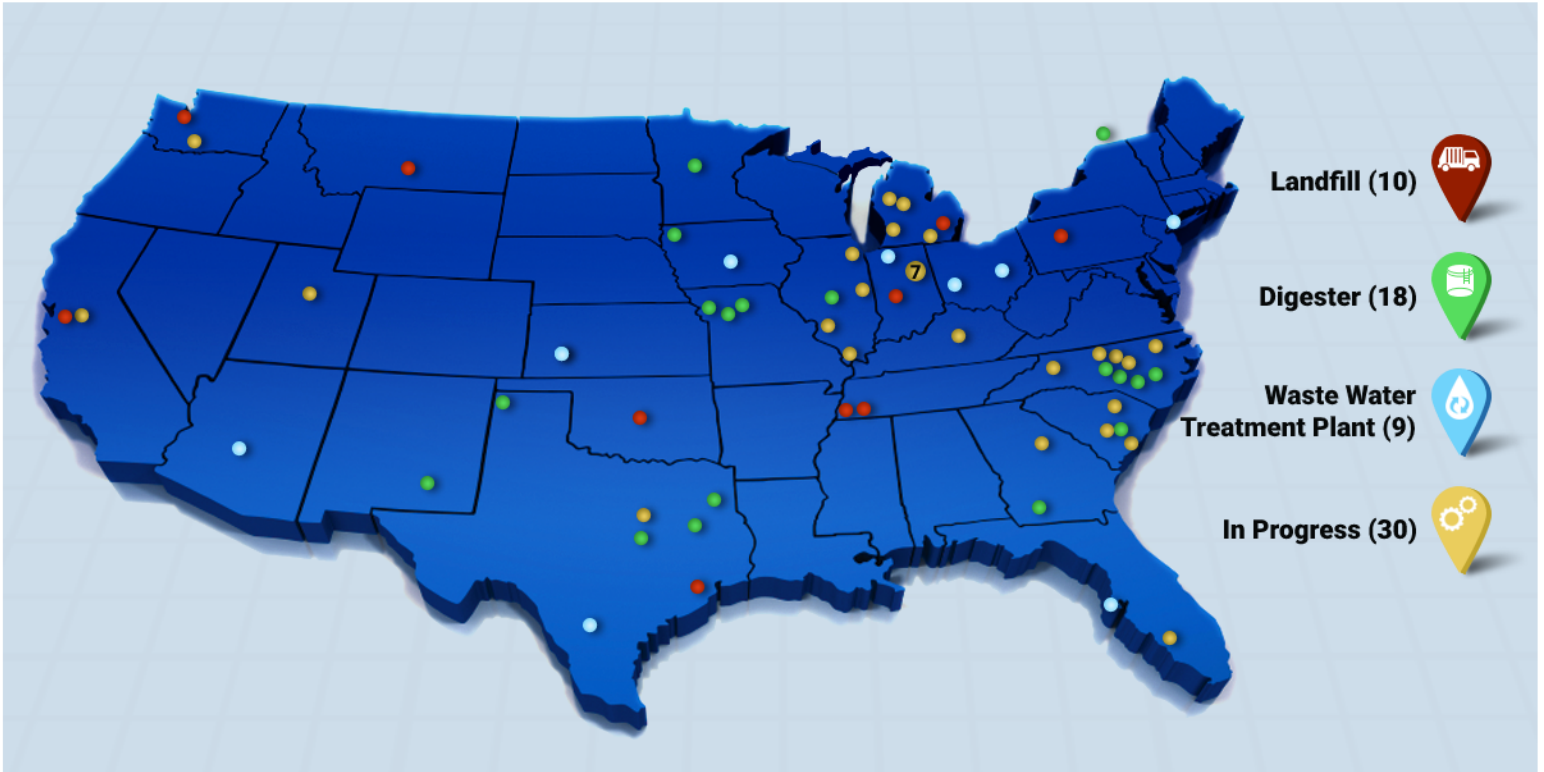 7
Landfill (10)
Digester (18)
Waste Water
Treatment Plant (9)
In Progress (30)